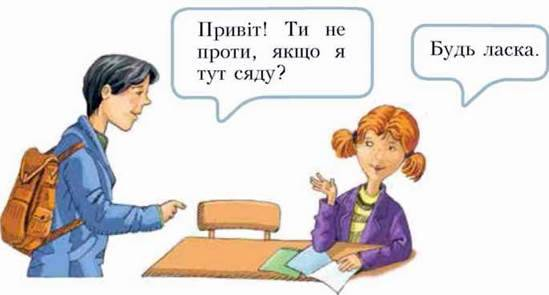 Привіт! Ти не
проти, якщо я
тут сяду?
Будь ласка.